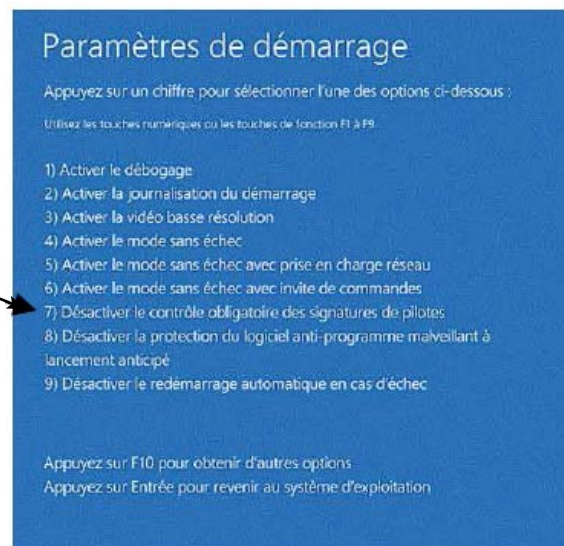 Paramètres de démarrage
Appuyez sur un chiffre pour sélectionner l'une des options ci-dessous :
Utilisez les touches numériques ou les touches de fonction F1 à F9.
1) Activer le débogage
2) Activer la journalisation du démarrage
3) Activer la vidéo basse résolution
4) Activer le mode sans échec
5) Activer le mode sans échec avec prise en charge réseau
6) Activer le mode sans échec avec invite de commandes
7) Désactiver le contrôle obligatoire des signatures de pilotes
8) Désactiver la protection du logiciel anti-programme malveillant à
lancement anticipé
9) Désactiver le redémarrage automatique en cas d'échec
Appuyez sur F10 pour obtenir d'autres options
Appuyez sur Entrée pour revenir au système d'exploitation